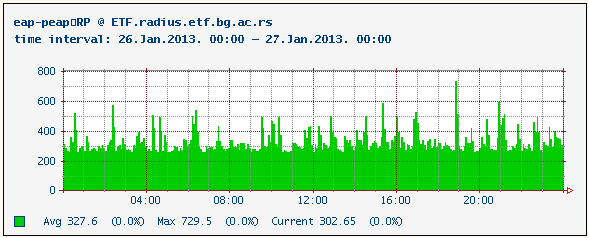 eap-peap▯RP @ ETF.radius.etf.bg.ac.rs
time interval: 26.Jan.2013. 00:00 – 27.Jan.2013. 00:00
800
600
400
200
0
04:00 08:00 12:00 16:00 20:00
Avg 327.6 (0.0%) Max 729.5 (0.0%) Current 302.65 (0.0%)